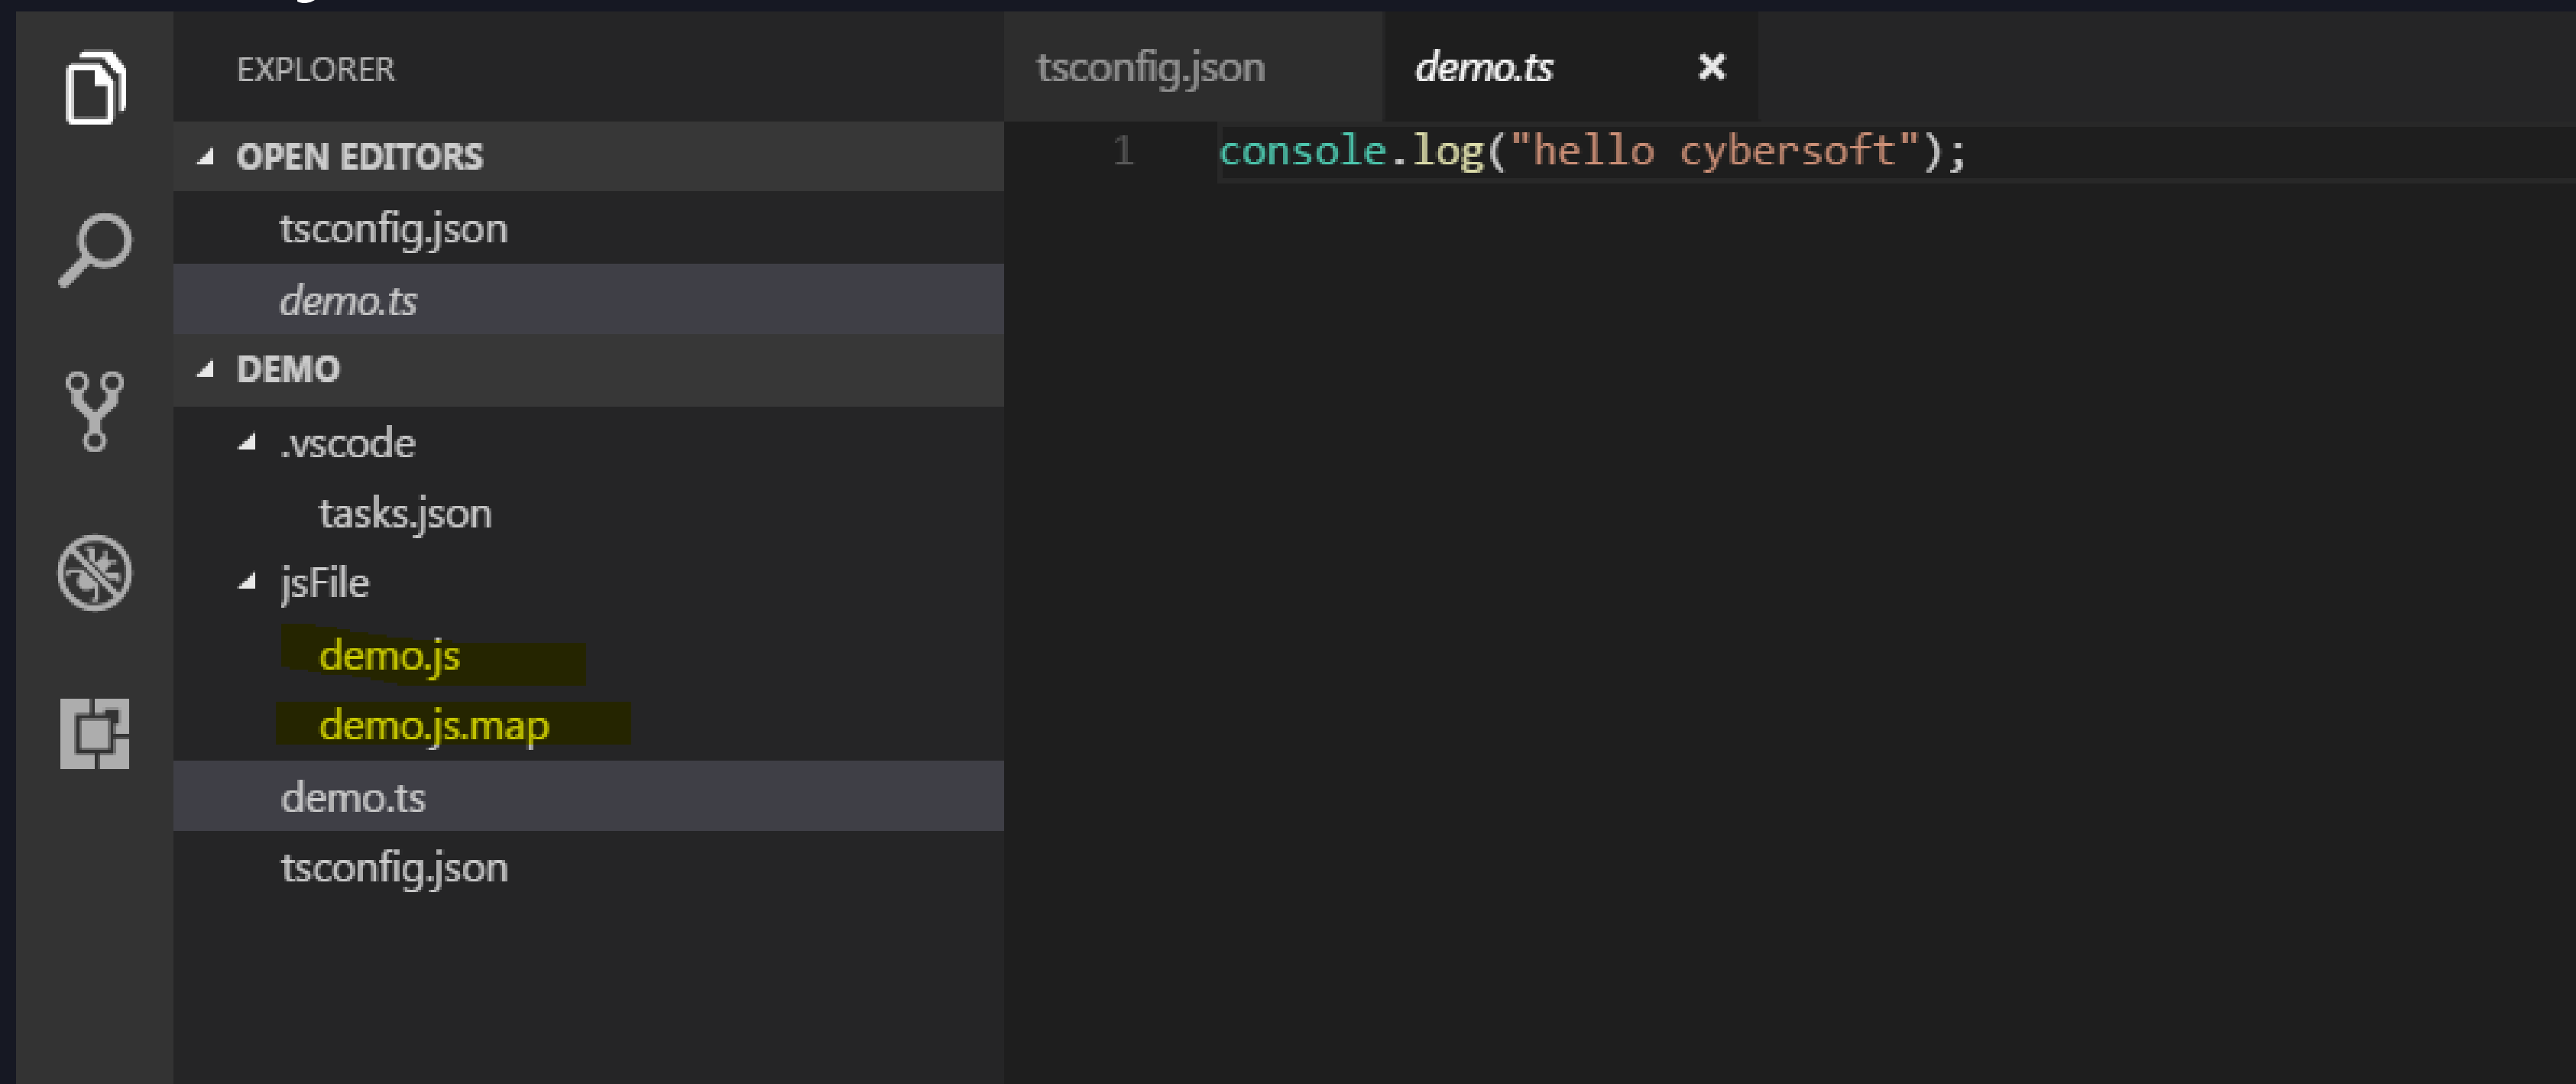 EXPLORER
OPEN EDITORS
tsconfig.json
demo.ts
DEMO
.vscode
tasks.json
jsFile
demo.js
demo.js.map
demo.ts
tsconfig.json
tsconfig.json demo.ts
1 console.log("hello cybersoft");